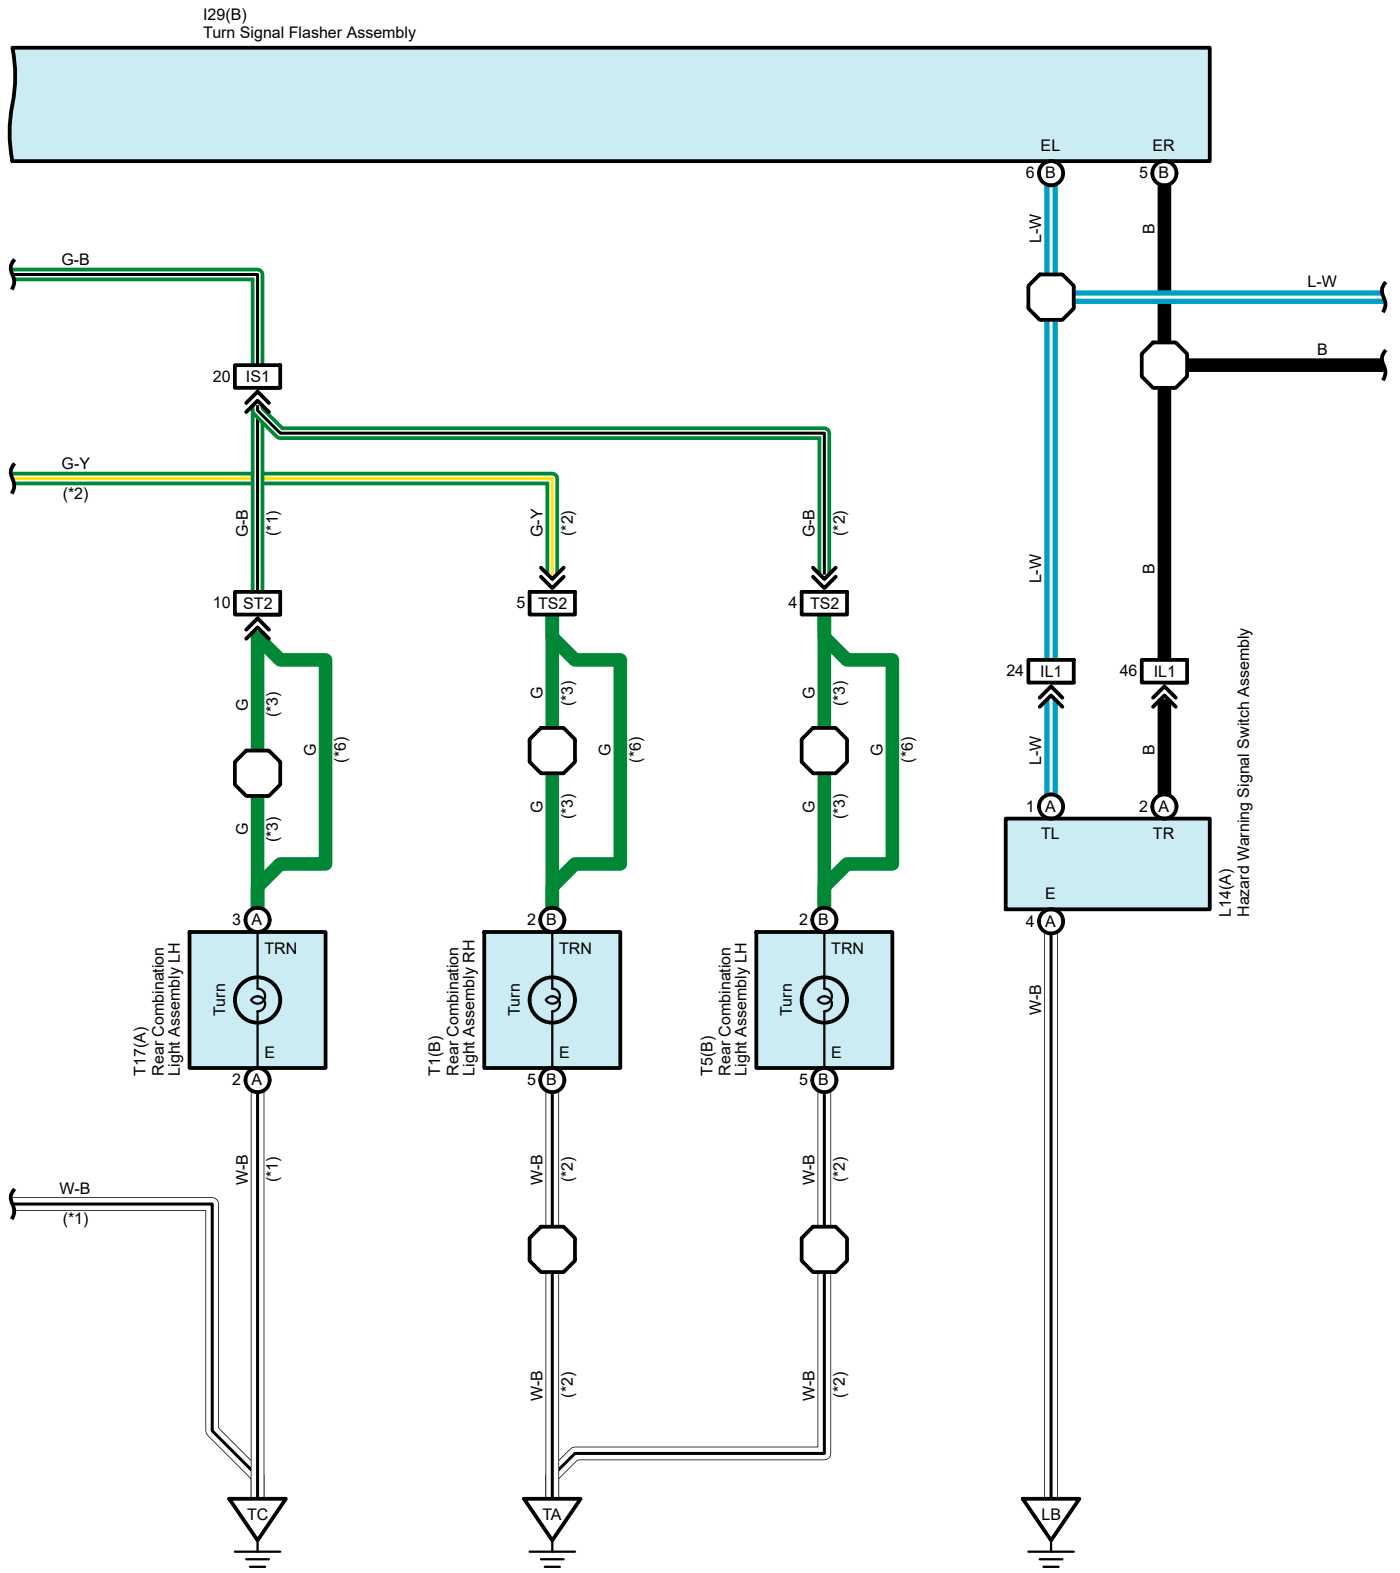 I29(B)
Turn Signal Flasher Assembly
EL
ER
6 B
5 B
L-W
B
G-B
L-W
B
20 IS1
G-Y
(*2)
G-B
(*1)
G-Y
(*2)
G-B
(*2)
L-W
B
10 ST2
5 TS2
4 TS2
24 IL1
46 IL1
G
(*3)
G
(*6)
G
(*3)
G
(*6)
G
(*3)
G
(*6)
L-W
B
G
(*3)
G
(*3)
G
(*3)
1 A
2 A
TL
TR
E
4 A
L14(A)
Hazard Warning Signal Switch Assembly
3 A
2 B
2 B
TRN
Turn
E
T17(A)
Rear Combination
Light Assembly LH
TRN
Turn
E
T1(B)
Rear Combination
Light Assembly RH
TRN
Turn
E
T5(B)
Rear Combination
Light Assembly LH
2 A
5 B
5 B
W-B
W-B
(*1)
W-B
(*2)
W-B
(*2)
W-B
(*1)
W-B
(*2)
W-B
(*2)
TC
TA
LB